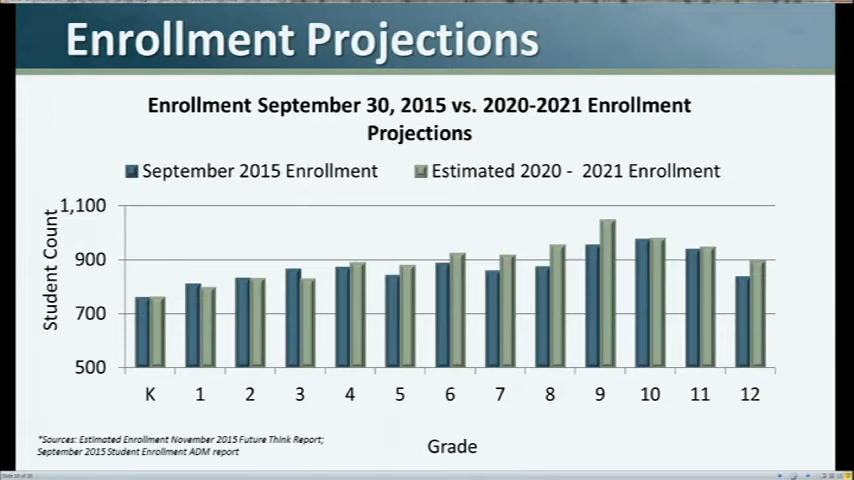 Enrollment Projections
Enrollment September 30, 2015 vs. 2020-2021 Enrollment
Projections
September 2015 Enrollment
Estimated 2020 - 2021 Enrollment
Student Count
1,100
900
700
500
K 1 2 3 4 5 6 7 8 9 10 11 12
Grade
*Sources: Estimated Enrollment November 2015 Future Think Report;
September 2015 Student Enrollment ADM report